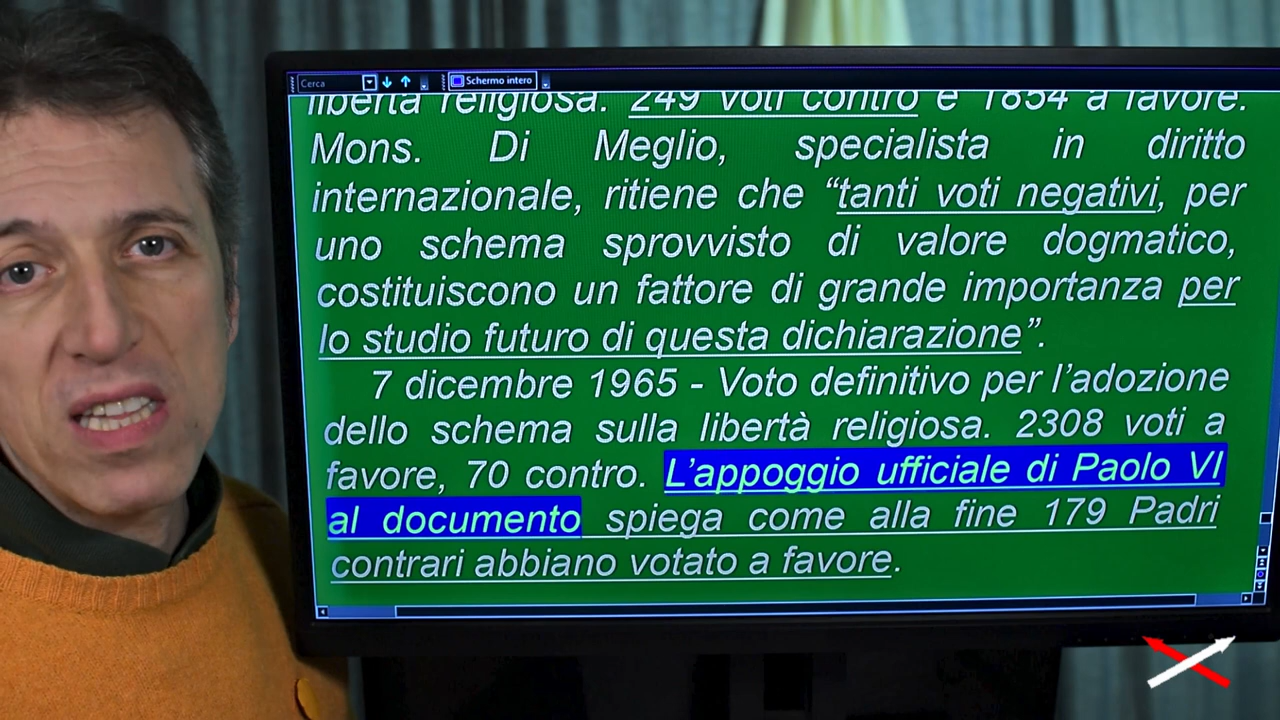 Cerca
Schermo intero
libertà religiosa. 249 voti contro e 1854 a favore.
Mons. Di Meglio, specialista in diritto
internazionale, ritiene che “tanti voti negativi, per
uno schema sprovvisto di valore dogmatico,
costituiscono un fattore di grande importanza per
lo studio futuro di questa dichiarazione”.
7 dicembre 1965 - Voto definitivo per l’adozione
dello schema sulla libertà religiosa. 2308 voti a
favore, 70 contro. L’appoggio ufficiale di Paolo VI
al documento spiega come alla fine 179 Padri
contrari abbiano votato a favore.